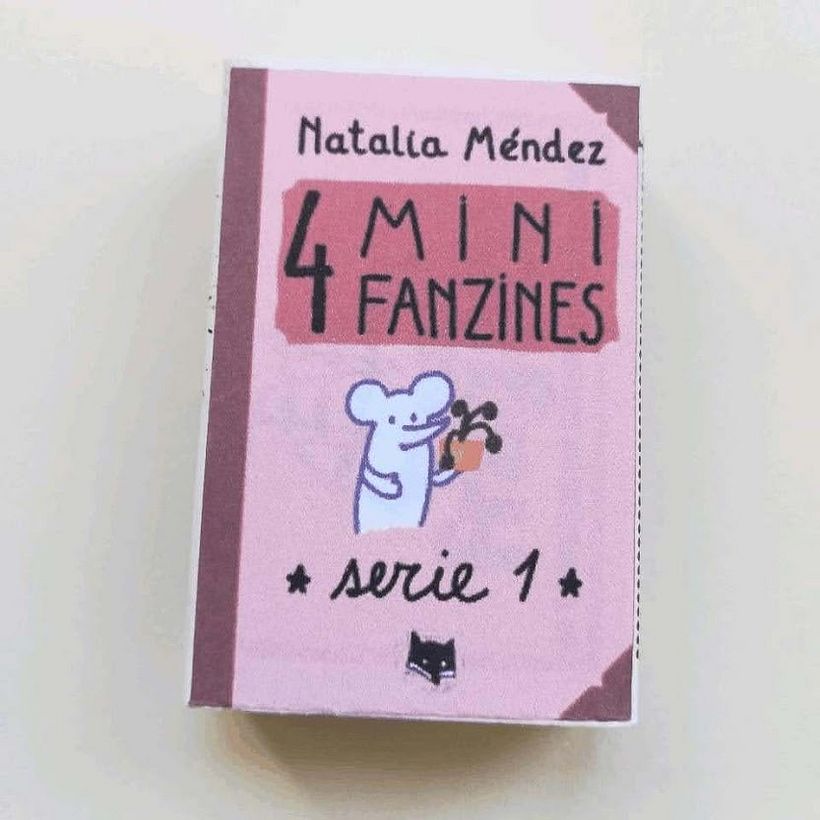 Natalia Méndez
4 MiNi
FANZiNES
* serie 1 *